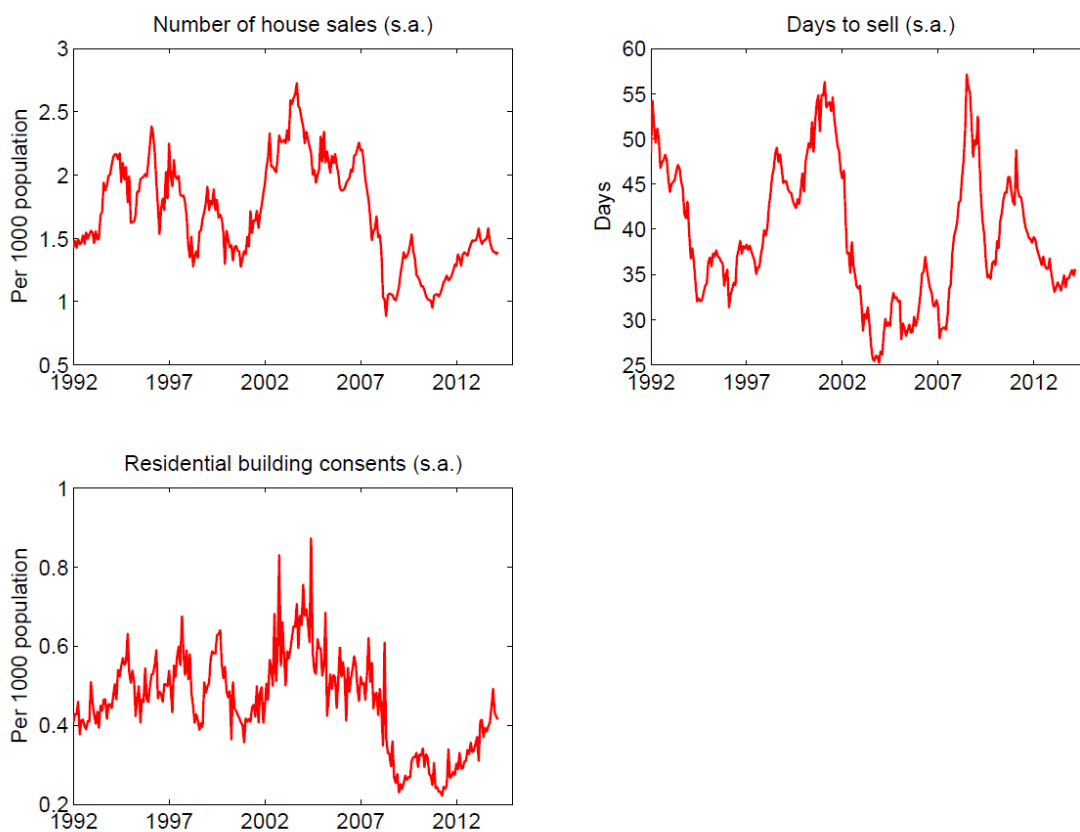 Number of house sales (s.a.)
Per 1000 population
3
2.5
2
1.5
1
0.5
1992 1997 2002 2007 2012
Days to sell (s.a.)
Days
60
55
50
45
40
35
30
25
1992 1997 2002 2007 2012
Residential building consents (s.a.)
Per 1000 population
1
0.8
0.6
0.4
0.2
1992 1997 2002 2007 2012